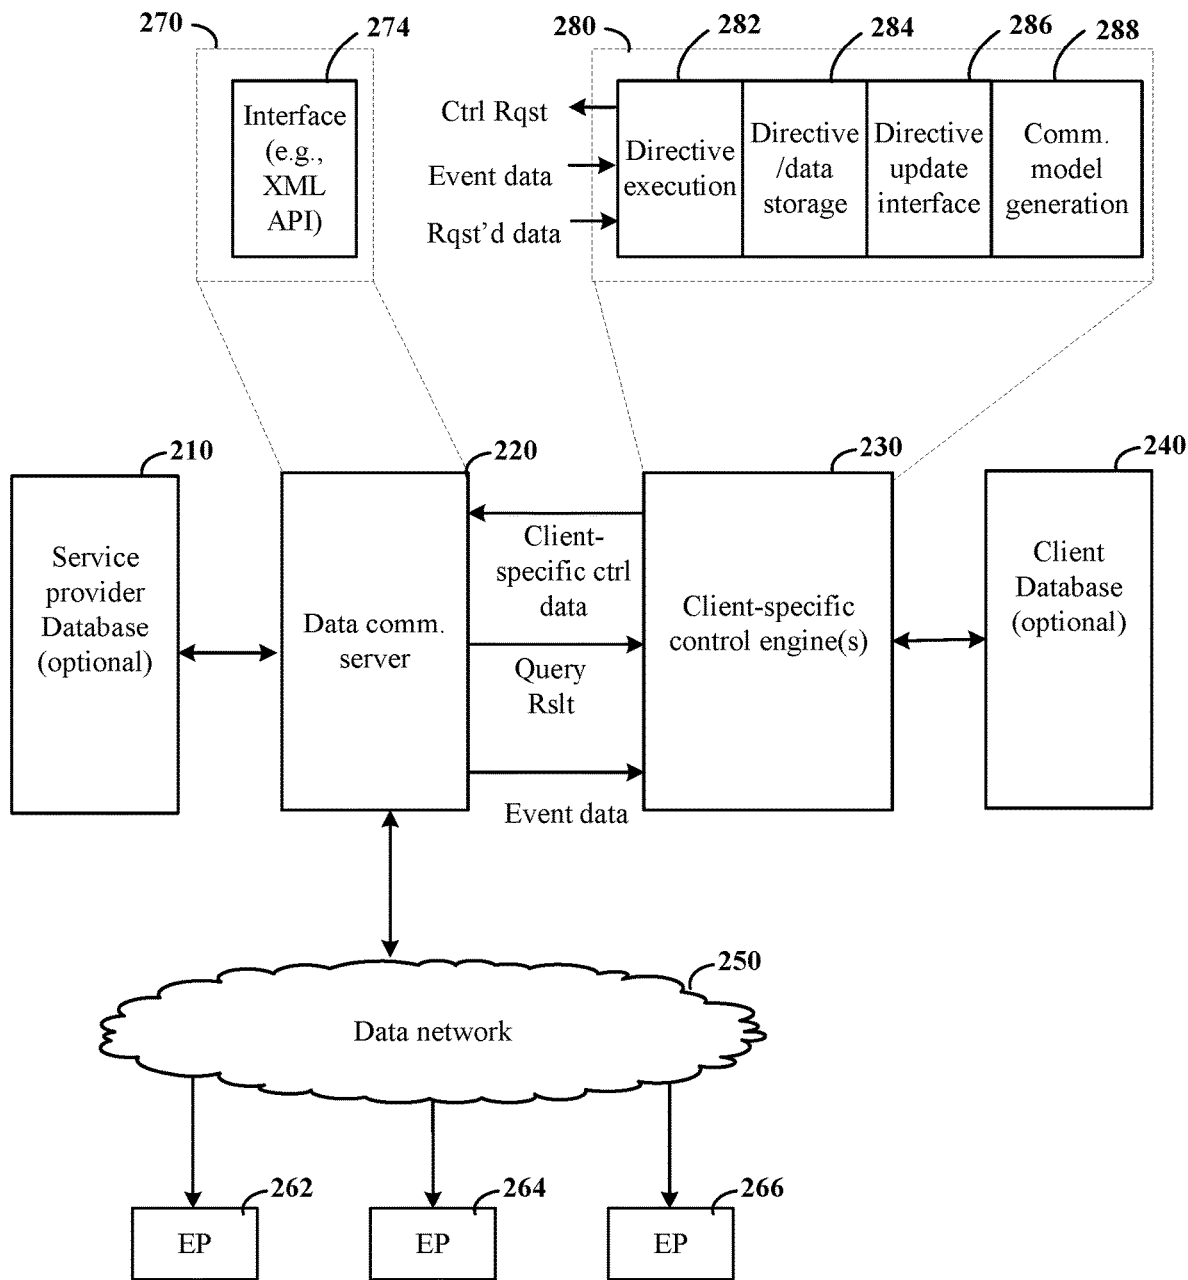 270
274
280
282
284
286
288
Interface
(e.g.,
XML
API)
Ctrl Rqst
Event data
Rqst'd data
Directive
execution
Directive
/data
storage
Directive
update
interface
Comm.
model
generation
210
220
230
240
Service
provider
Database
(optional)
Data comm.
server
Client-
specific ctrl
data
Query
Rslt
Event data
Client-specific
control engine(s)
Client
Database
(optional)
250
Data network
262
264
266
EP
EP
EP